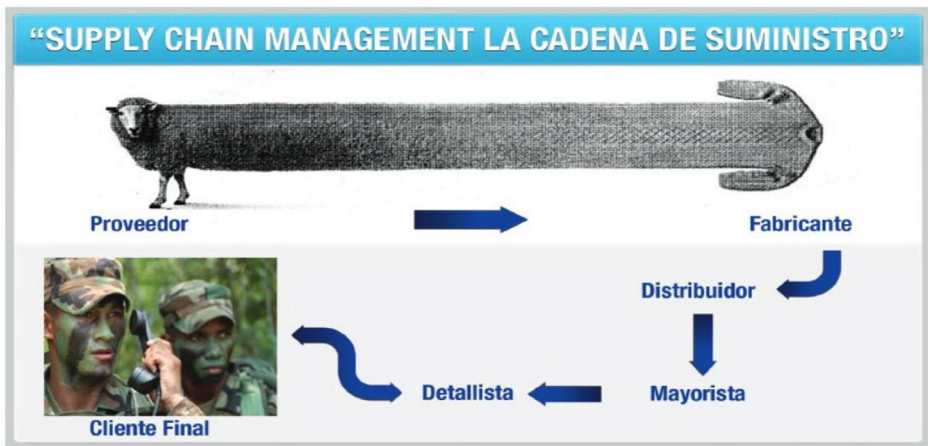 “SUPPLY CHAIN MANAGEMENT LA CADENA DE SUMINISTRO”
Proveedor
Fabricante
Distribuidor
Mayorista
Detallista
Cliente Final